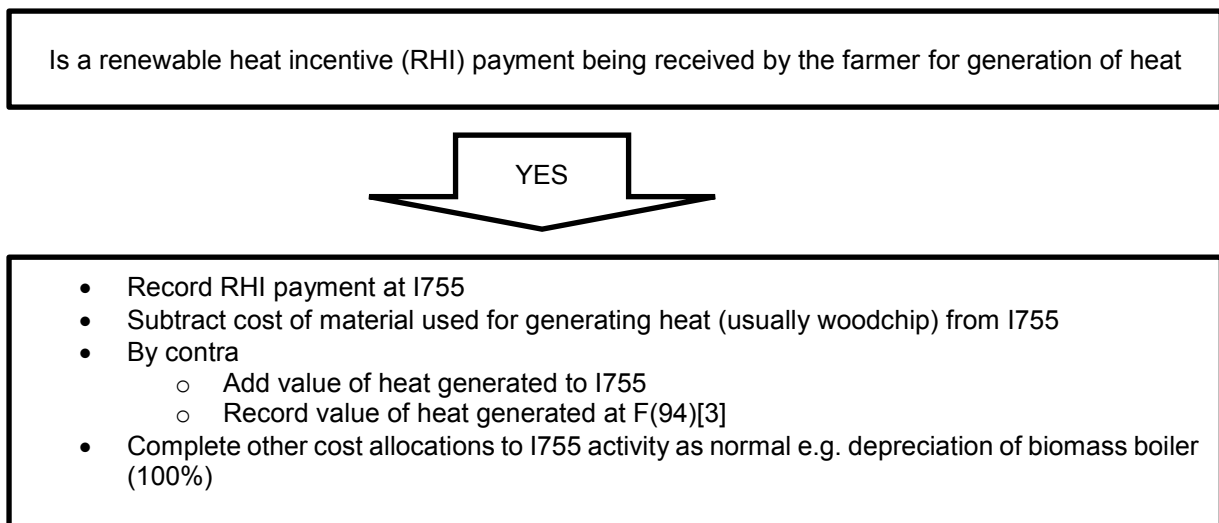 Is a renewable heat incentive (RHI) payment being received by the farmer for generation of heat
YES
• Record RHI payment at I755
• Subtract cost of material used for generating heat (usually woodchip) from I755
• By contra
o Add value of heat generated to I755
o Record value of heat generated at F(94)[3]
• Complete other cost allocations to I755 activity as normal e.g. depreciation of biomass boiler
(100%)